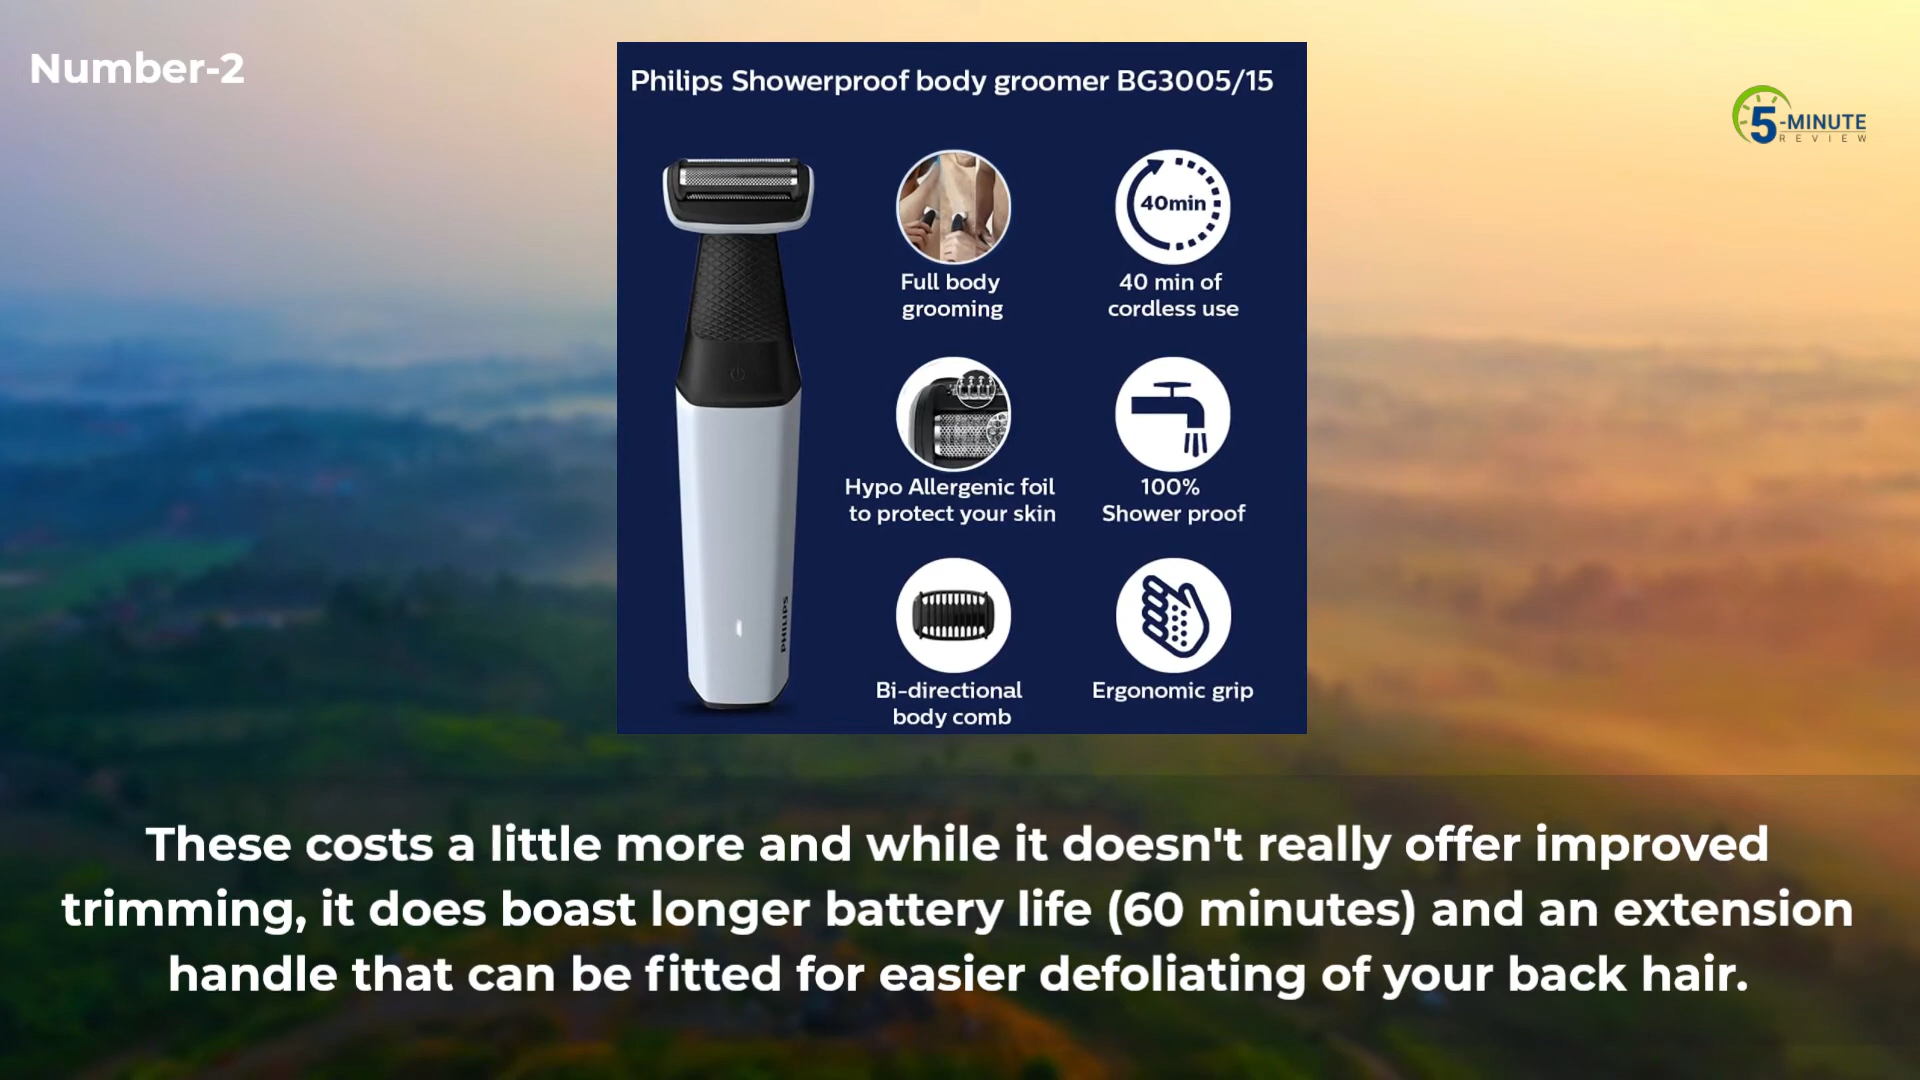 Number-2
Philips Showerproof body groomer BG3005/15
5-MINUTE
REVIEW
40min
Full body
grooming
40 min of
cordless use
Hypo Allergenic foil
to protect your skin
100%
Shower proof
PHILIPS
Bi-directional
body comb
Ergonomic grip
These costs a little more and while it doesn't really offer improved
trimming, it does boast longer battery life (60 minutes) and an extension
handle that can be fitted for easier defoliating of your back hair.